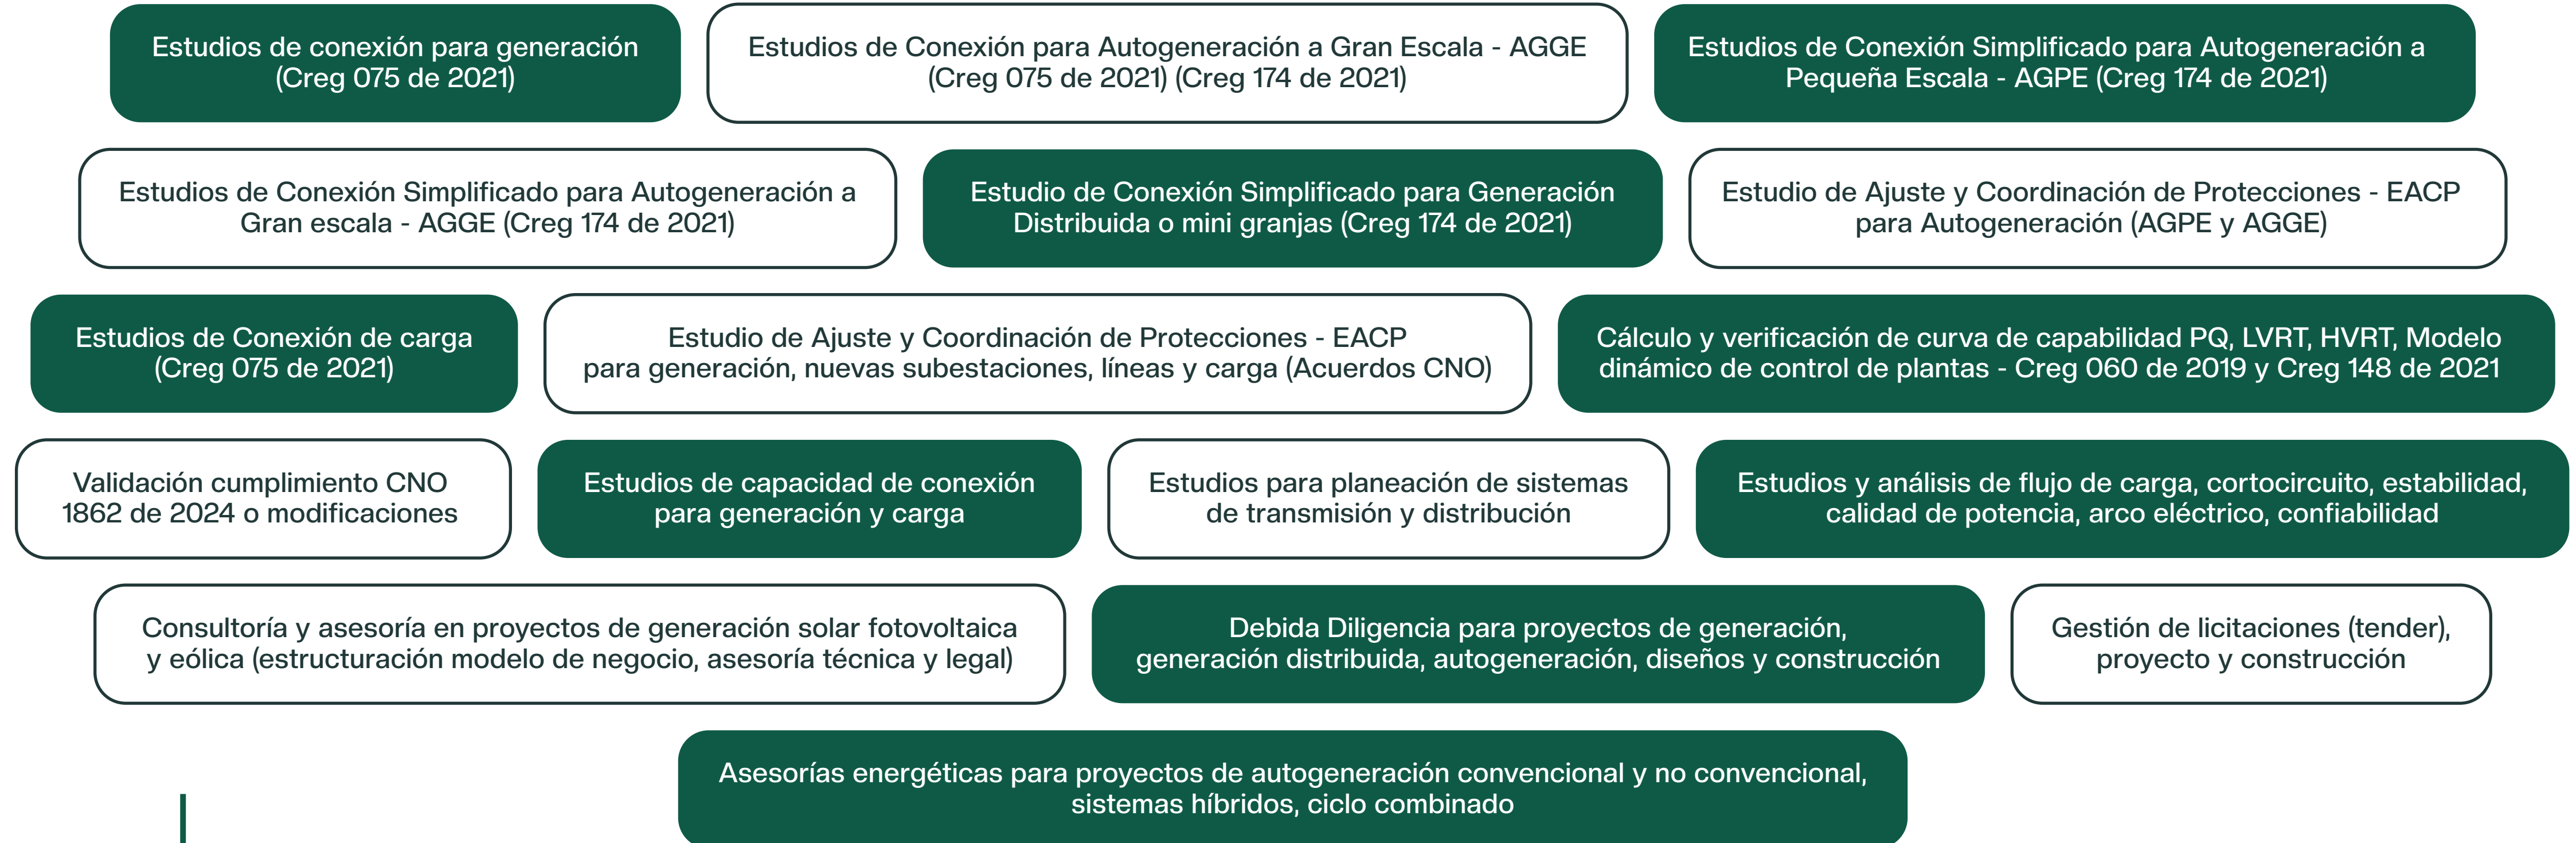 Estudios de conexión para generación
(Creg 075 de 2021)
Estudios de Conexión para Autogeneración a Gran Escala - AGGE
(Creg 075 de 2021) (Creg 174 de 2021)
Estudios de Conexión Simplificado para Autogeneración a
Pequeña Escala - AGPE (Creg 174 de 2021)
Estudios de Conexión Simplificado para Autogeneración a
Gran escala - AGGE (Creg 174 de 2021)
Estudio de Conexión Simplificado para Generación
Distribuida o mini granjas (Creg 174 de 2021)
Estudio de Ajuste y Coordinación de Protecciones - EACP
para Autogeneración (AGPE y AGGE)
Estudios de Conexión de carga
(Creg 075 de 2021)
Estudio de Ajuste y Coordinación de Protecciones - EACP
para generación, nuevas subestaciones, líneas y carga (Acuerdos CNO)
Cálculo y verificación de curva de capabilidad PQ, LVRT, HVRT, Modelo
dinámico de control de plantas - Creg 060 de 2019 y Creg 148 de 2021
Validación cumplimiento CNO
1862 de 2024 o modificaciones
Estudios de capacidad de conexión
para generación y carga
Estudios para planeación de sistemas
de transmisión y distribución
Estudios y análisis de flujo de carga, cortocircuito, estabilidad,
calidad de potencia, arco eléctrico, confiabilidad
Consultoría y asesoría en proyectos de generación solar fotovoltaica
y eólica (estructuración modelo de negocio, asesoría técnica y legal)
Debida Diligencia para proyectos de generación,
generación distribuida, autogeneración, diseños y construcción
Gestión de licitaciones (tender),
proyecto y construcción
Asesorías energéticas para proyectos de autogeneración convencional y no convencional,
sistemas híbridos, ciclo combinado